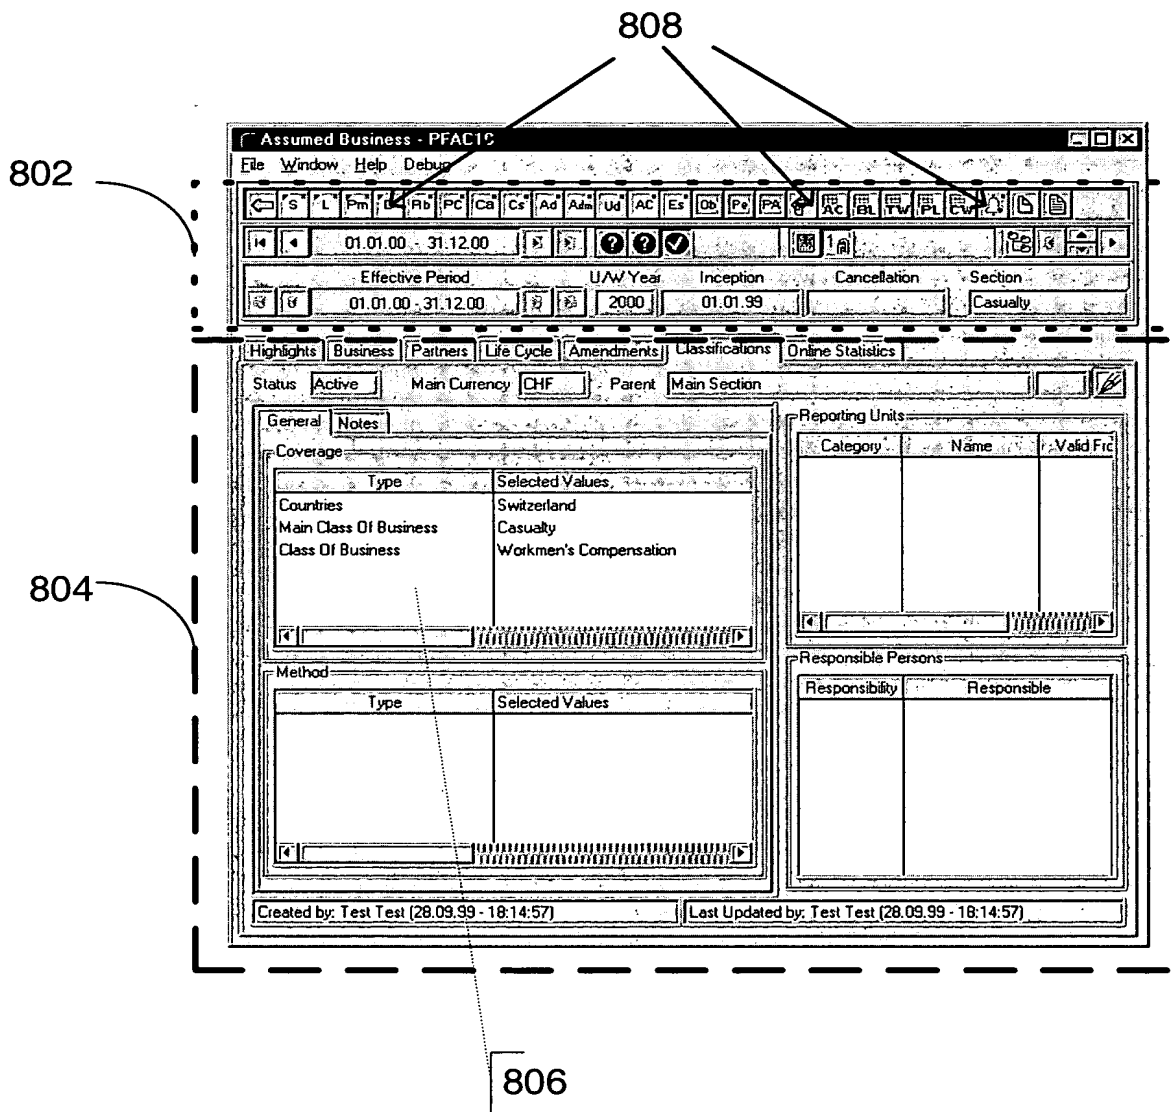 808
Assumed Business - PFAC
802
File Window Help Debug
S L Pm Rb PC Ca Cs Ad Adm Ud AC Es Ob Pe PA AC BL TW PL CW
01.01.00 - 31.12.00
Effective Period U/W Year Inception Cancellation Section
01.01.00 - 31.12.00 2000 01.01.99 Casualty
Highlights Business Partners Life Cycle Amendments Classifications Online Statistics
Status Active Main Currency CHF Parent Main Section
General Notes
Reporting Units
Category Name Valid Frc
Coverage
Type Selected Values
Countries Switzerland
Main Class Of Business Casualty
Class Of Business Workmen's Compensation
804
Method
Type Selected Values
Responsible Persons
Responsibility Responsible
Created by: Test Test (28.09.99 - 18:14:57) Last Updated by: Test Test (28.09.99 - 18:14:57)
806